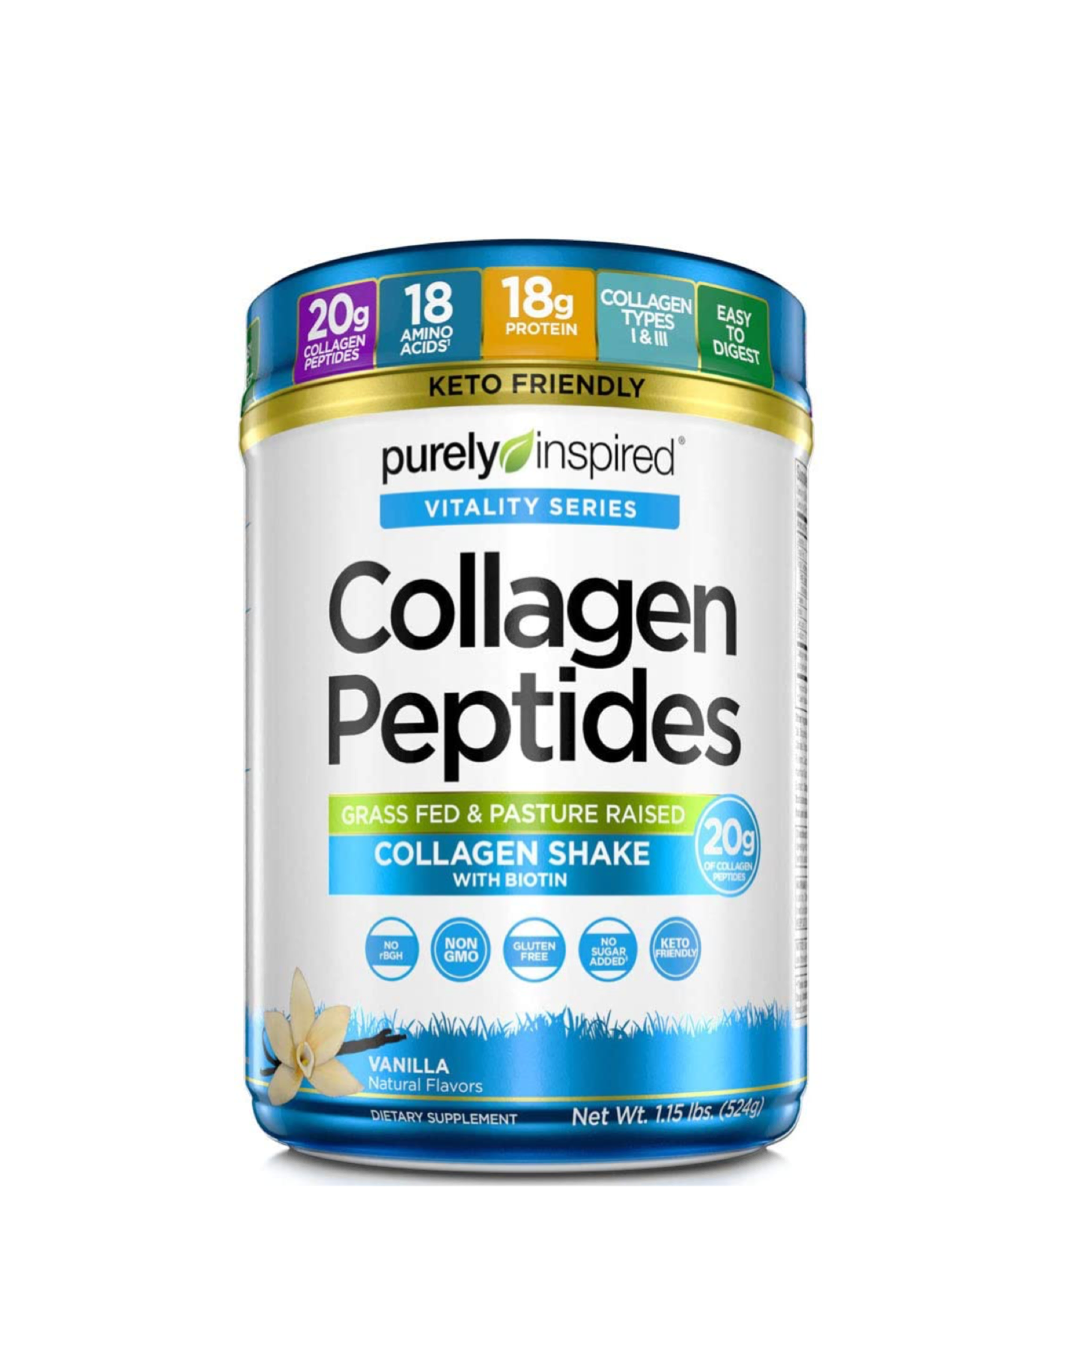 20g
COLLAGEN
PEPTIDES
18
AMINO
ACIDS¹
18g
PROTEIN
COLLAGEN
TYPES
I & III
EASY
TO
DIGEST
KETO FRIENDLY
purely inspired®
VITALITY SERIES
Collagen
Peptides
GRASS FED & PASTURE RAISED
COLLAGEN SHAKE
WITH BIOTIN
20g
OF COLLAGEN
PEPTIDES
NO
rBGH
NON
GMO
GLUTEN
FREE
NO
SUGAR
ADDED
KETO
FRIENDLY
VANILLA
Natural Flavors
DIETARY SUPPLEMENT
Net Wt. 1.15 lbs. (524g)